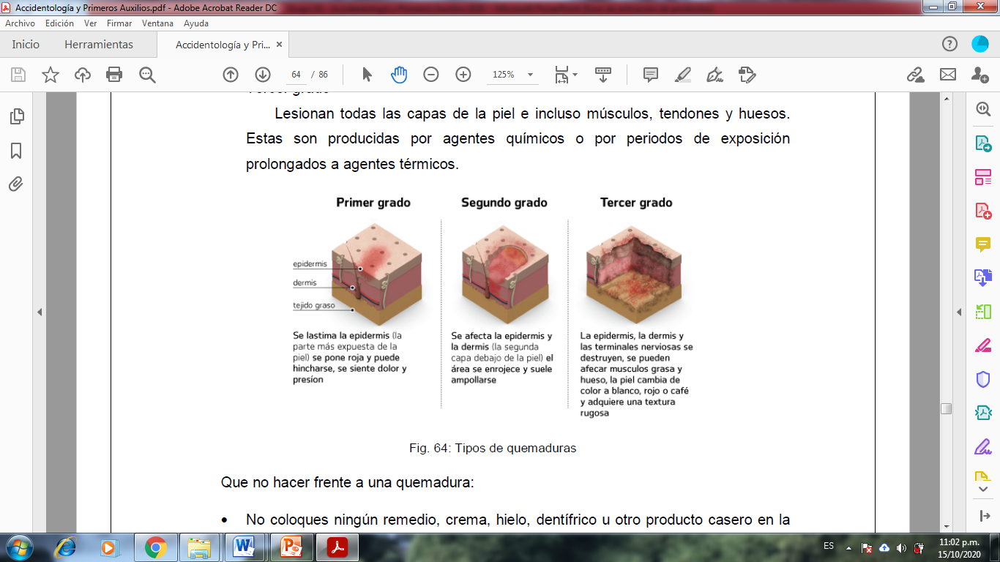 Accidentología y Primeros Auxilios.pdf - Adobe Acrobat Reader DC
Archivo Edición Ver Firmar Ventana Ayuda
Inicio Herramientas Accidentología y Pri... ×
64 / 86 125%
Tercer grado
Lesionan todas las capas de la piel e incluso músculos, tendones y huesos.
Estas son producidas por agentes químicos o por periodos de exposición
prolongados a agentes térmicos.
Primer grado
epidermis
dermis
tejido graso
Se lastima la epidermis (la
parte más expuesta de la
piel) se pone roja y puede
hincharse, se siente dolor y
presíon
Segundo grado
Se afecta la epidermis y
la dermis (la segunda
capa debajo de la piel) el
área se enrojece y suele
ampollarse
Tercer grado
La epidermis, la dermis y
las terminales nerviosas se
destruyen, se pueden
afecar musculos grasa y
hueso, la piel cambia de
color a blanco, rojo o café
y adquiere una textura
rugosa
Fig. 64: Tipos de quemaduras
Que no hacer frente a una quemadura:
• No coloques ningún remedio, crema, hielo, dentífrico u otro producto casero en la
ES 11:02 p.m.
15/10/2020